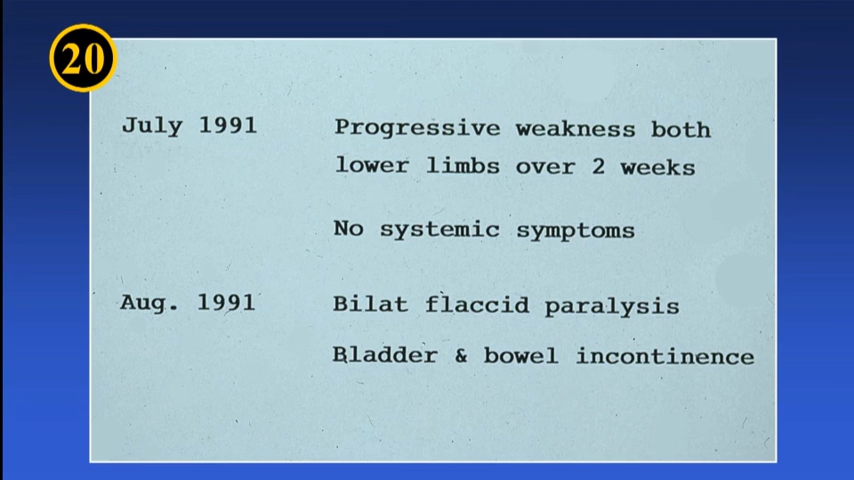 20
July 1991 Progressive weakness both
lower limbs over 2 weeks
No systemic symptoms
Aug. 1991 Bilat flaccid paralysis
Bladder & bowel incontinence